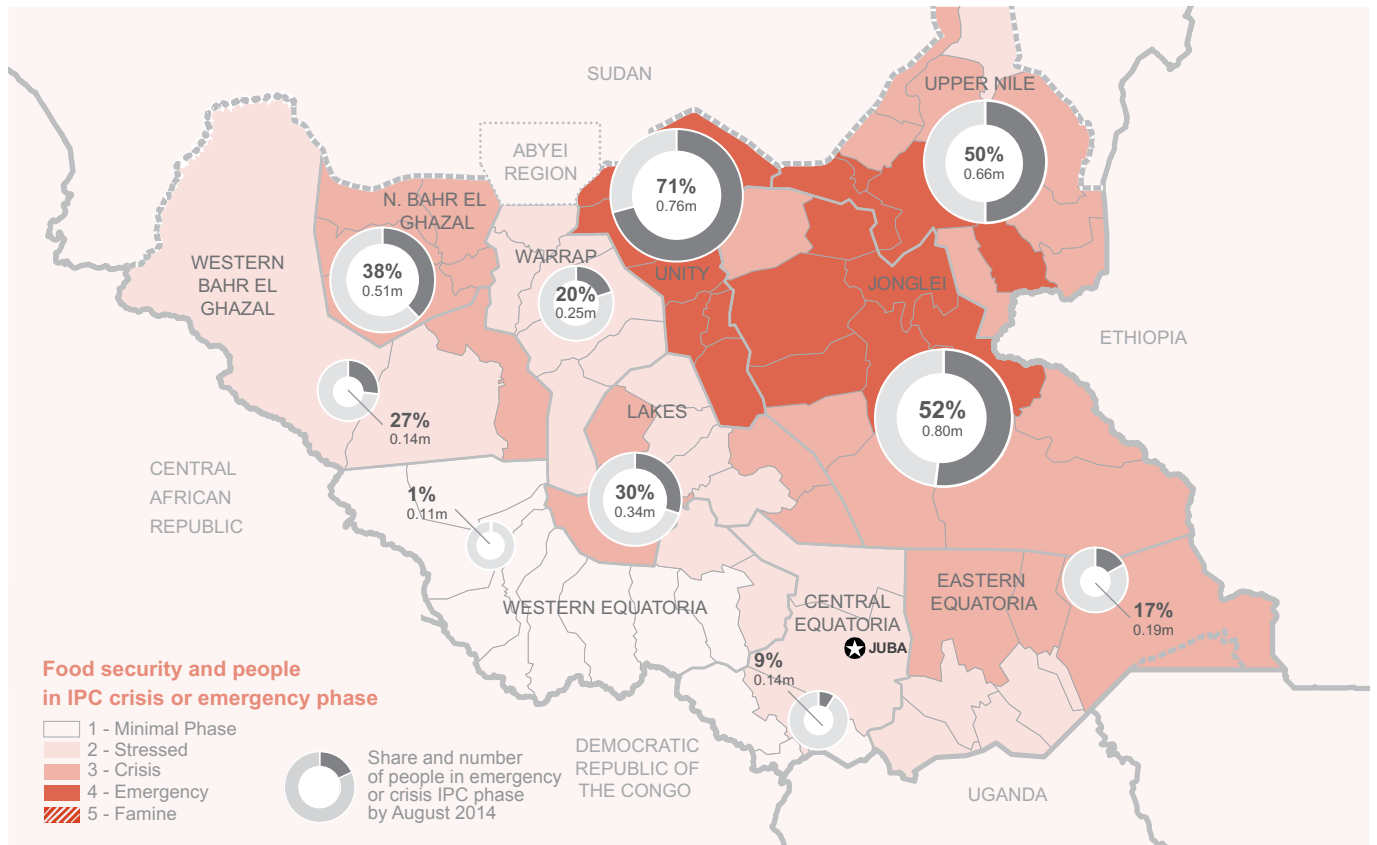 SUDAN
UPPER NILE
50%
0.66m
ABYEI
REGION
71%
0.76m
N. BAHR EL
GHAZAL
38%
0.51m
WESTERN
BAHR EL
GHAZAL
WARRAP
20%
0.25m
UNITY
JONGLEI
ETHIOPIA
52%
0.80m
27%
0.14m
LAKES
30%
0.34m
CENTRAL
AFRICAN
REPUBLIC
1%
0.11m
WESTERN EQUATORIA
CENTRAL
EQUATORIA
JUBA
EASTERN
EQUATORIA
17%
0.19m
9%
0.14m
Food security and people
in IPC crisis or emergency phase
1 - Minimal Phase
2 - Stressed
3 - Crisis
4 - Emergency
5 - Famine
Share and number
of people in emergency
or crisis IPC phase
by August 2014
DEMOCRATIC
REPUBLIC OF
THE CONGO
UGANDA